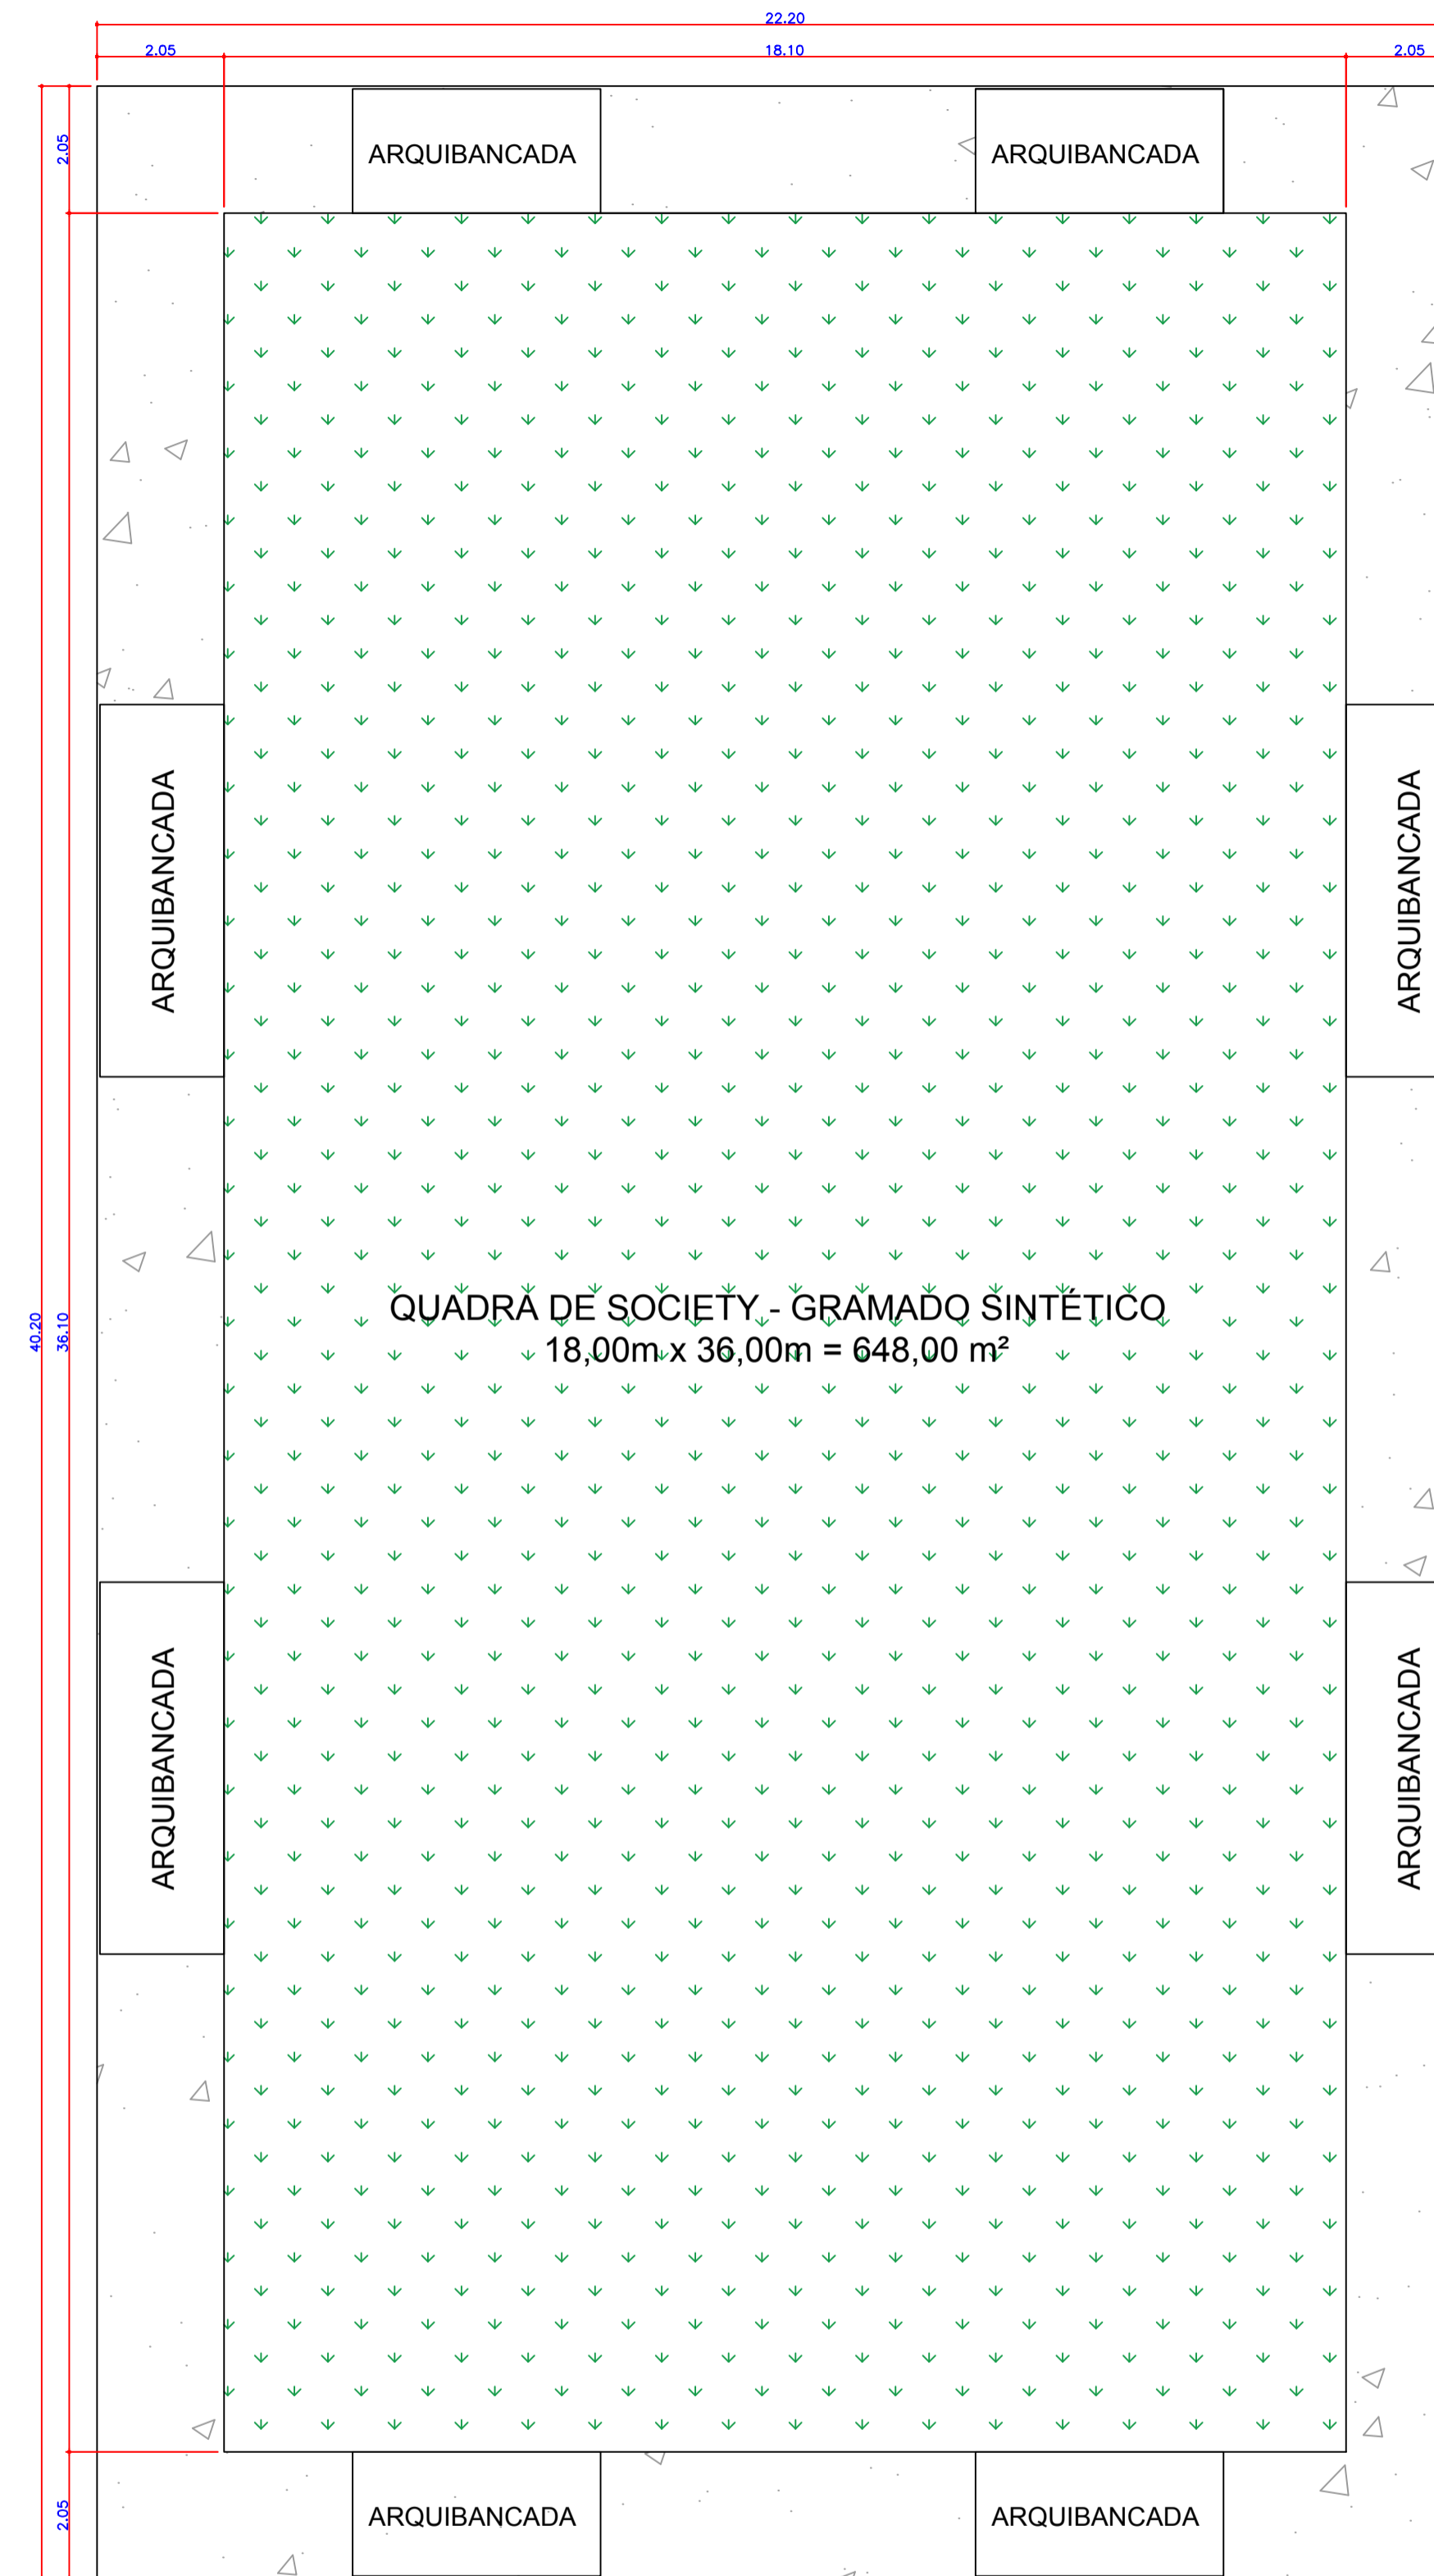 22.20
2.05
18.10
2.05
2.05
ARQUIBANCADA
ARQUIBANCADA
ARQUIBANCADA
ARQUIBANCADA
40.20
36.10
QUADRA DE SOCIETY - GRAMADO SINTÉTICO
18,00m x 36,00m = 648,00 m²
ARQUIBANCADA
ARQUIBANCADA
2.05
ARQUIBANCADA
ARQUIBANCADA